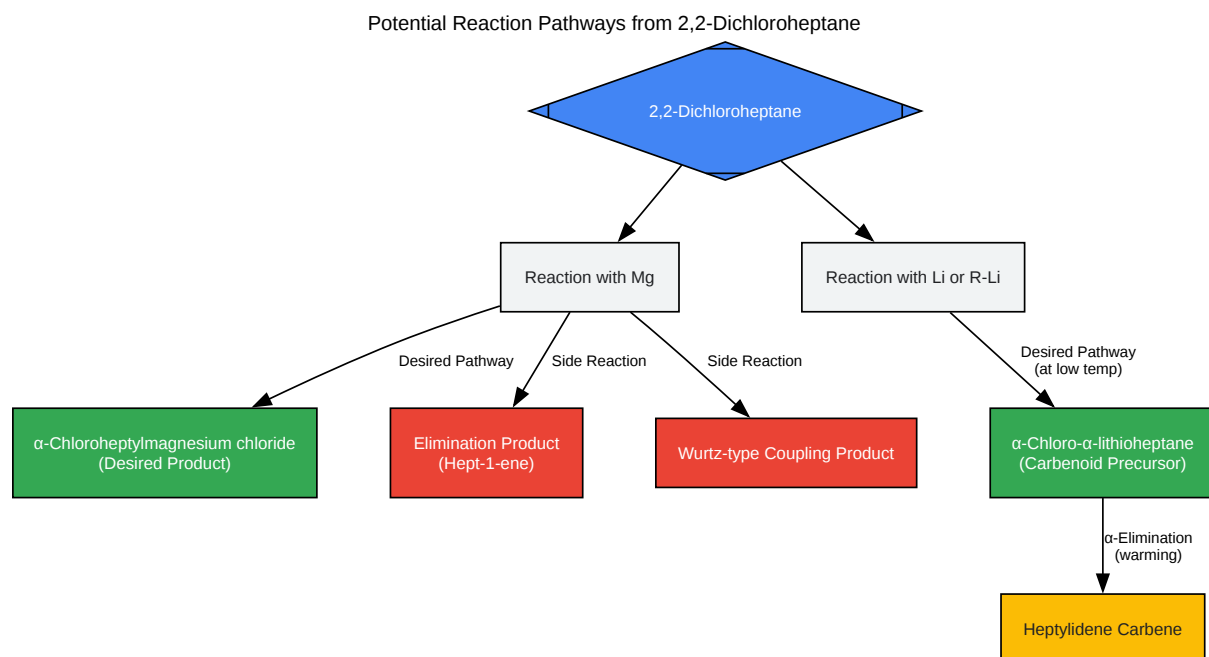 Potential Reaction Pathways from 2,2-Dichloroheptane
2,2-Dichloroheptane
Reaction with Mg
Reaction with Li or R-Li
Desired Pathway
Side Reaction
Side Reaction
Desired Pathway
(at low temp)
α-Chloroheptylmagnesium chloride
(Desired Product)
Elimination Product
(Hept-1-ene)
Wurtz-type Coupling Product
α-Chloro-α-lithioheptane
(Carbenoid Precursor)
α-Elimination
(warming)
Heptylidene Carbene